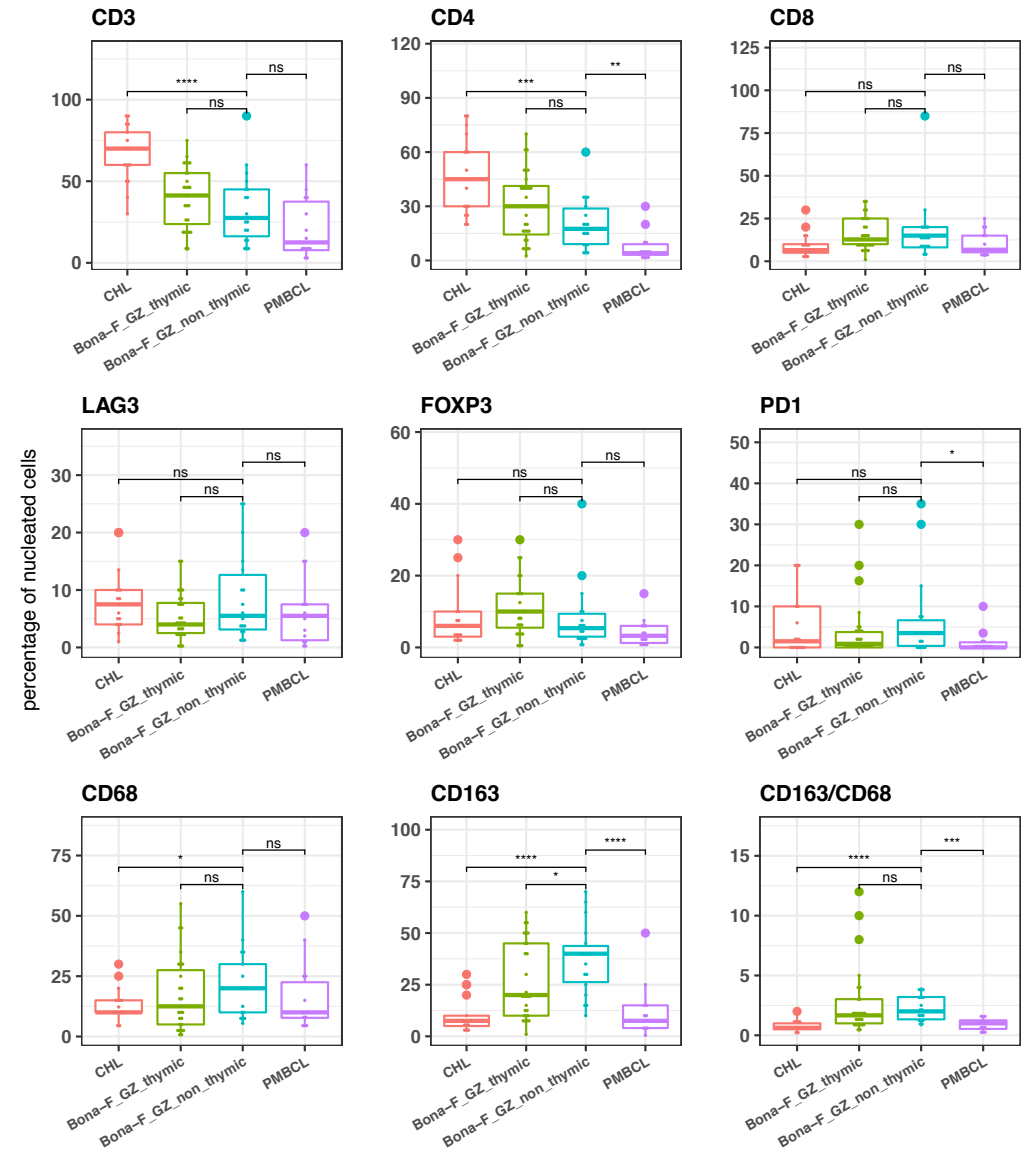 CD3
CD4
CD8
100
50
0
ns
****
ns
CHL
Bona−F_GZ_thymic
Bona−F_GZ_non_thymic
PMBCL
120
90
60
30
0
**
***
ns
CHL
Bona−F_GZ_thymic
Bona−F_GZ_non_thymic
PMBCL
125
100
75
50
25
0
ns
ns
ns
CHL
Bona−F_GZ_thymic
Bona−F_GZ_non_thymic
PMBCL
percentage of nucleated cells
LAG3
FOXP3
PD1
30
20
10
0
ns
ns
ns
CHL
Bona−F_GZ_thymic
Bona−F_GZ_non_thymic
PMBCL
60
40
20
0
ns
ns
ns
CHL
Bona−F_GZ_thymic
Bona−F_GZ_non_thymic
PMBCL
50
40
30
20
10
0
*
ns
ns
CHL
Bona−F_GZ_thymic
Bona−F_GZ_non_thymic
PMBCL
CD68
CD163
CD163/CD68
75
50
25
0
ns
*
ns
CHL
Bona−F_GZ_thymic
Bona−F_GZ_non_thymic
PMBCL
100
75
50
25
0
****
****
*
CHL
Bona−F_GZ_thymic
Bona−F_GZ_non_thymic
PMBCL
15
10
5
0
***
****
ns
CHL
Bona−F_GZ_thymic
Bona−F_GZ_non_thymic
PMBCL